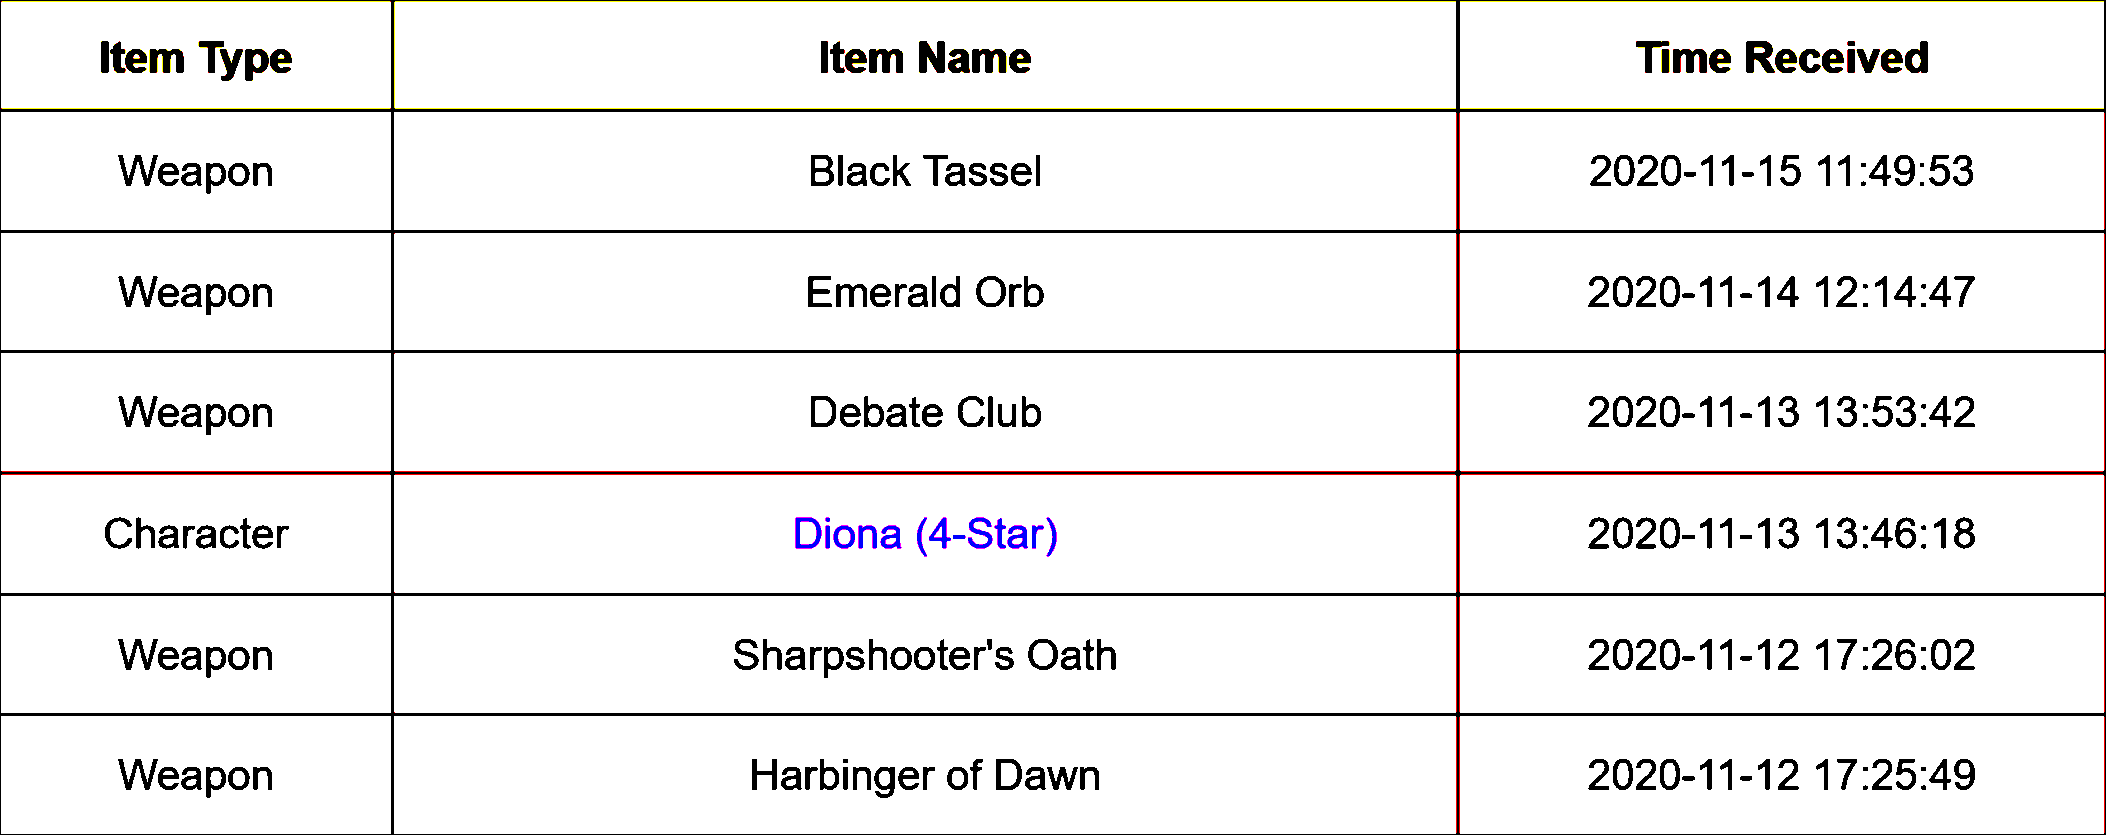 Item Type Item Name Time Received
Weapon Black Tassel 2020-11-15 11:49:53
Weapon Emerald Orb 2020-11-14 12:14:47
Weapon Debate Club 2020-11-13 13:53:42
Character Diona (4-Star) 2020-11-13 13:46:18
Weapon Sharpshooter's Oath 2020-11-12 17:26:02
Weapon Harbinger of Dawn 2020-11-12 17:25:49